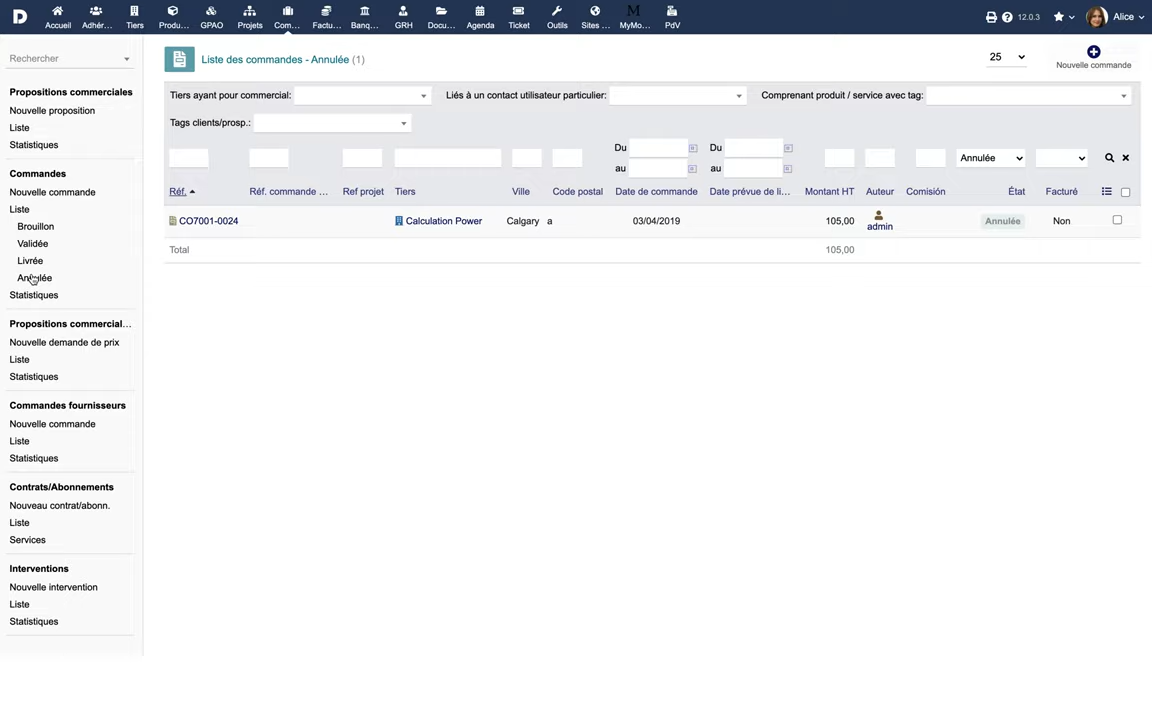 D Accueil Adhér... Tiers Produ... GPAO Projets Com... Factu... Banq... GRH Docu... Agenda Ticket Outils Sites ... MyMo... PdV 12.0.3 Alice
Rechercher
Propositions commerciales
Nouvelle proposition
Liste
Statistiques
Commandes
Nouvelle commande
Liste
Brouillon
Validée
Livrée
Annulée
Statistiques
Propositions commercial...
Nouvelle demande de prix
Liste
Statistiques
Commandes fournisseurs
Nouvelle commande
Liste
Statistiques
Contrats/Abonnements
Nouveau contrat/abonn.
Liste
Services
Interventions
Nouvelle intervention
Liste
Statistiques
Liste des commandes - Annulée (1) 25
Nouvelle commande
Tiers ayant pour commercial: Liés à un contact utilisateur particulier: Comprenant produit / service avec tag:
Tags clients/prosp.:
Du Du
au au
Annulée
Réf. Réf. commande ... Ref projet Tiers Ville Code postal Date de commande Date prévue de li... Montant HT Auteur Comisión État Facturé
CO7001-0024 Calculation Power Calgary a 03/04/2019 105,00 admin Annulée Non
Total 105,00